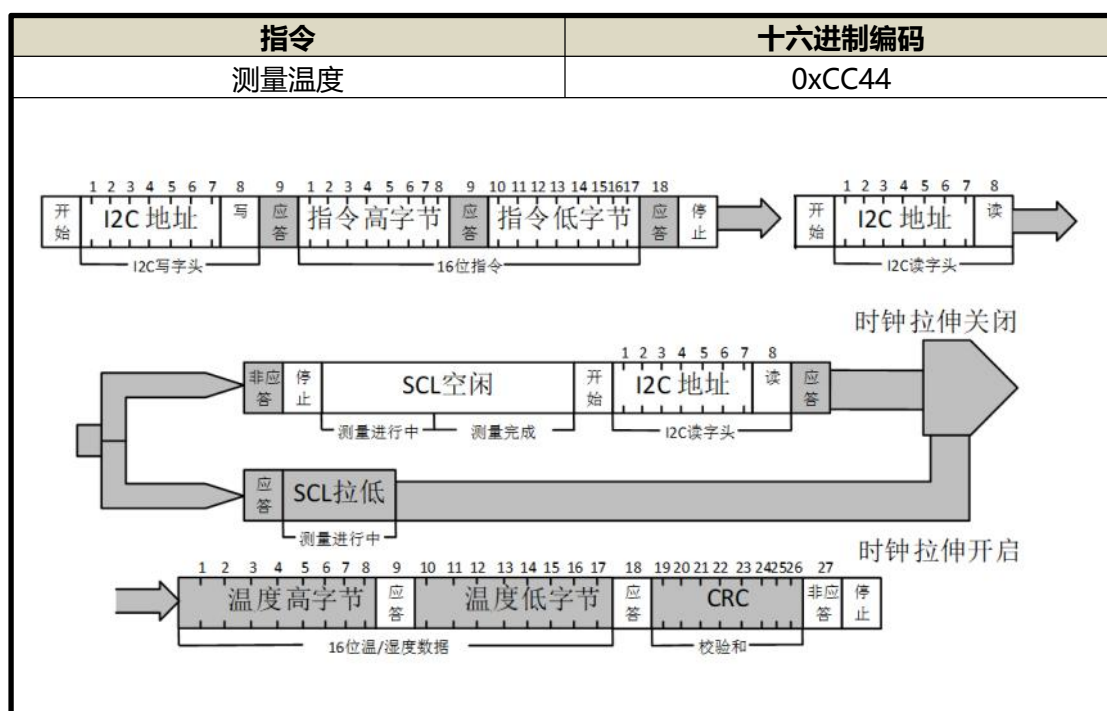 指令 十六进制编码
测量温度 0xCC44
1 2 3 4 5 6 7 8 9 1 2 3 4 5 6 7 8 9 10 11 12 13 14 15 16 17 18 1 2 3 4 5 6 7 8
开始 I2C 地址 写 应答 指令高字节 应答 指令低字节 应答 停止 开始 I2C 地址 读
I2C写字头 16位指令 I2C读字头
时钟拉伸关闭
1 2 3 4 5 6 7 8
非应答 停止 SCL空闲 开始 I2C 地址 读 应答
测量进行中 测量完成 I2C读字头
应答 SCL拉低
测量进行中
时钟拉伸开启
1 2 3 4 5 6 7 8 9 10 11 12 13 14 15 16 17 18 19 20 21 22 23 24 25 26 27
温度高字节 应答 温度低字节 应答 CRC 非应答 停止
16位温/湿度数据 校验和